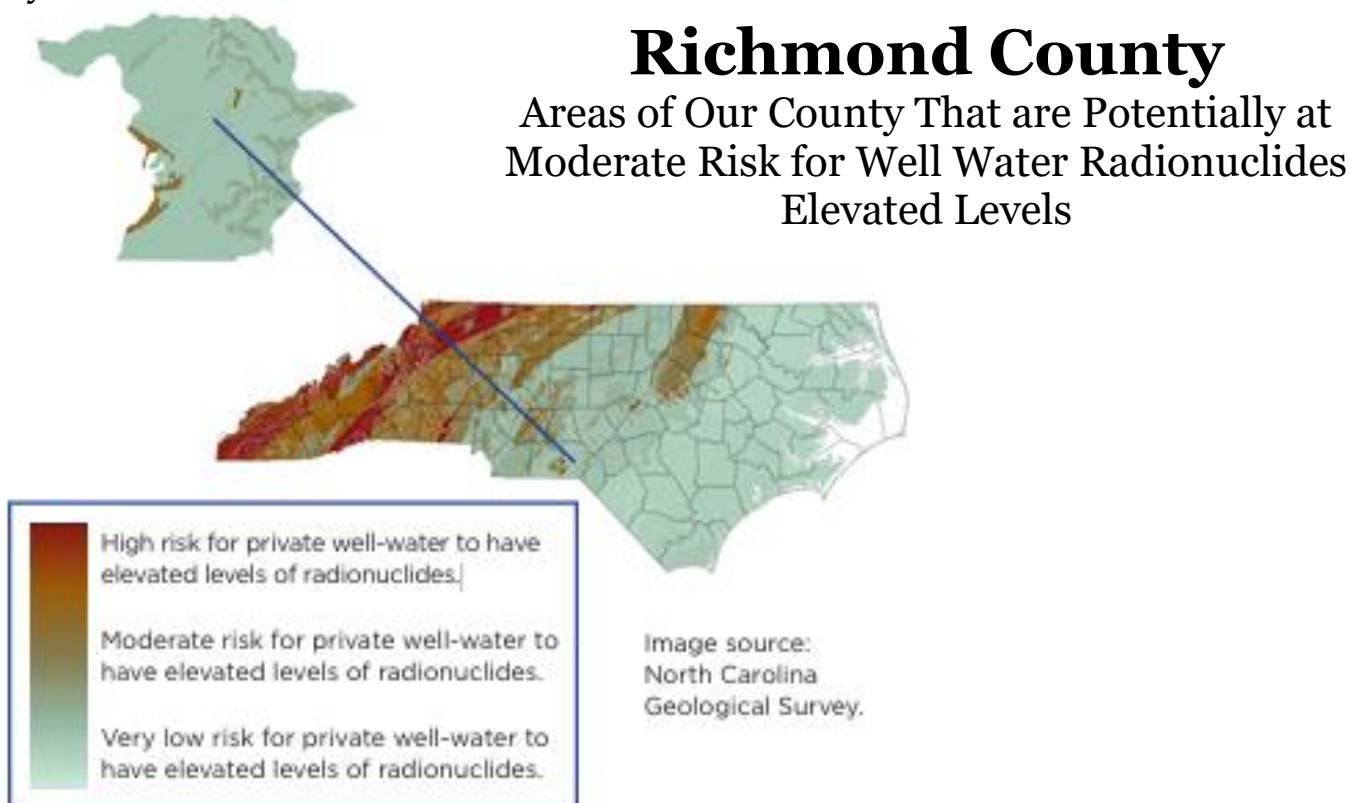 Richmond County
Areas of Our County That are Potentially at
Moderate Risk for Well Water Radionuclides
Elevated Levels
High risk for private well-water to have
elevated levels of radionuclides.
Moderate risk for private well-water to
have elevated levels of radionuclides.
Very low risk for private well-water to
have elevated levels of radionuclides.
Image source:
North Carolina
Geological Survey.